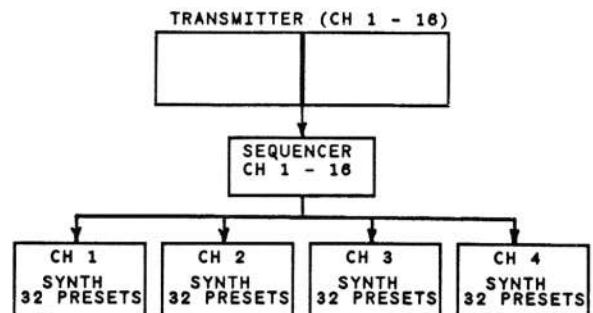 TRANSMITTER (CH 1 - 16)
SEQUENCER
CH 1 - 16
CH 1
SYNTH
32 PRESETS
CH 2
SYNTH
32 PRESETS
CH 3
SYNTH
32 PRESETS
CH 4
SYNTH
32 PRESETS